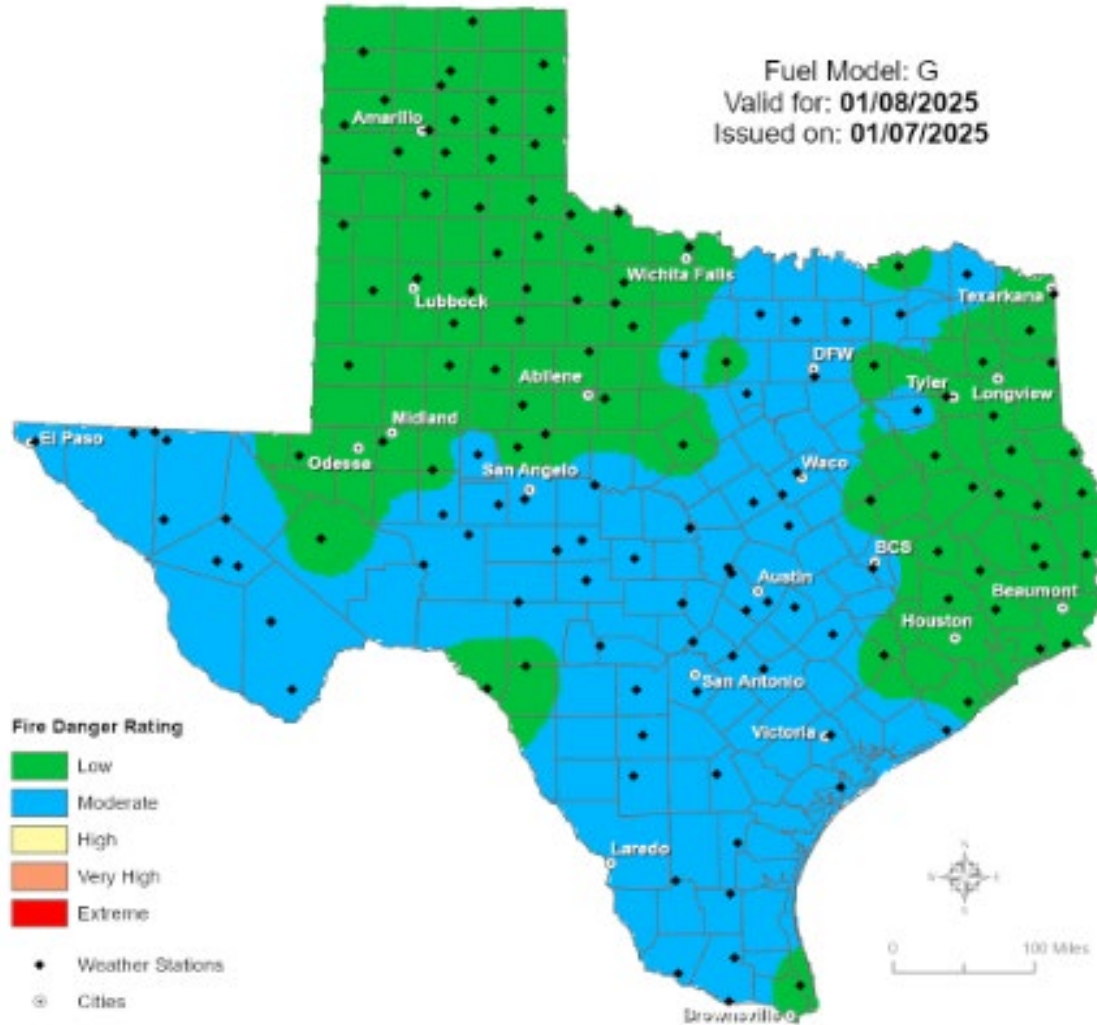 Fuel Model: G
Valid for: 01/08/2025
Issued on: 01/07/2025
Amarillo
Wichita Falls
Lubbock
Texarkana
DFW
Abilene
Tyler
Longview
Midland
El Paso
Odessa
San Angelo
Waco
BCS
Austin
Beaumont
Houston
San Antonio
Victoria
Laredo
Brownsville
Fire Danger Rating
Low
Moderate
High
Very High
Extreme
Weather Stations
Cities
N
W
E
S
0
100 Miles